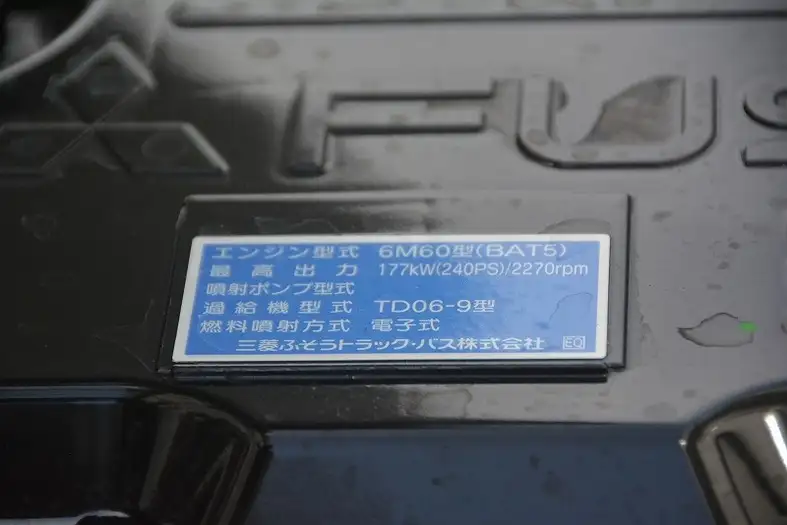 FUS
エンジン型式 6M60型(BAT5)
最高出力 177kW(240PS)/2270rpm
噴射ポンプ型式
過給機型式 TD06-9型
燃料噴射方式 電子式
三菱ふそうトラック・バス株式会社 EQ